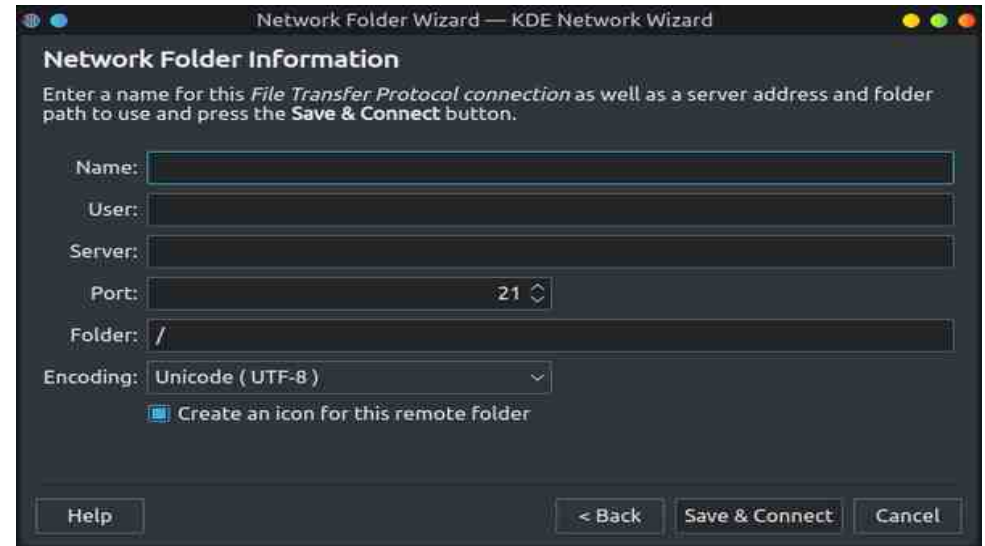 Network Folder Wizard — KDE Network Wizard
Network Folder Information
Enter a name for this File Transfer Protocol connection as well as a server address and folder
path to use and press the Save & Connect button.
Name:
User:
Server:
Port: 21
Folder: /
Encoding: Unicode ( UTF-8 )
Create an icon for this remote folder
Help < Back Save & Connect Cancel